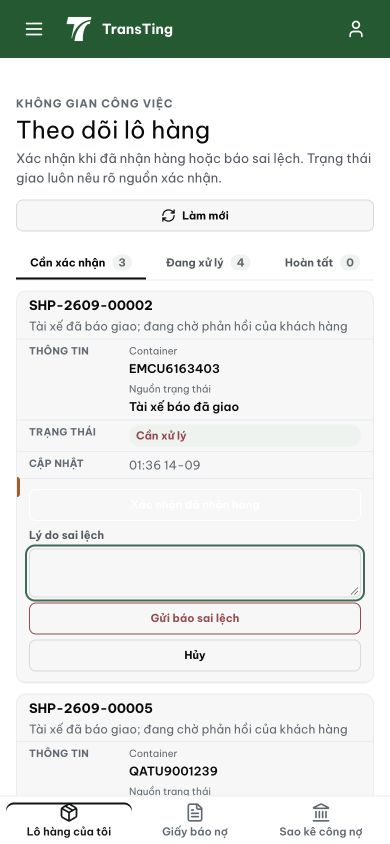 TransTing
KHÔNG GIAN CÔNG VIỆC
Theo dõi lô hàng
Xác nhận khi đã nhận hàng hoặc báo sai lệch. Trạng thái
giao luôn nêu rõ nguồn xác nhận.
Làm mới
Cần xác nhận 3 Đang xử lý 4 Hoàn tất 0
SHP-2609-00002
Tài xế đã báo giao; đang chờ phản hồi của khách hàng
THÔNG TIN Container
EMCU6163403
Nguồn trạng thái
Tài xế báo đã giao
TRẠNG THÁI Cần xử lý
CẬP NHẬT 01:36 14-09
Xác nhận đã nhận hàng
Lý do sai lệch
Gửi báo sai lệch
Hủy
SHP-2609-00005
Tài xế đã báo giao; đang chờ phản hồi của khách hàng
THÔNG TIN Container
QATU9001239
Nguồn trạng thái
Lô hàng của tôi Giấy báo nợ Sao kê công nợ